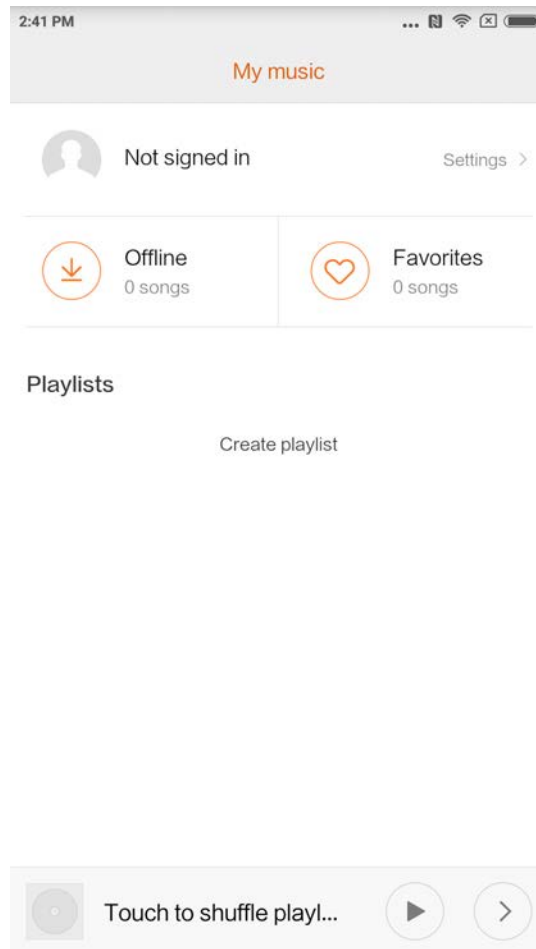 2:41 PM
My music
Not signed in
Settings
Offline
0 songs
Favorites
0 songs
Playlists
Create playlist
Touch to shuffle playl...